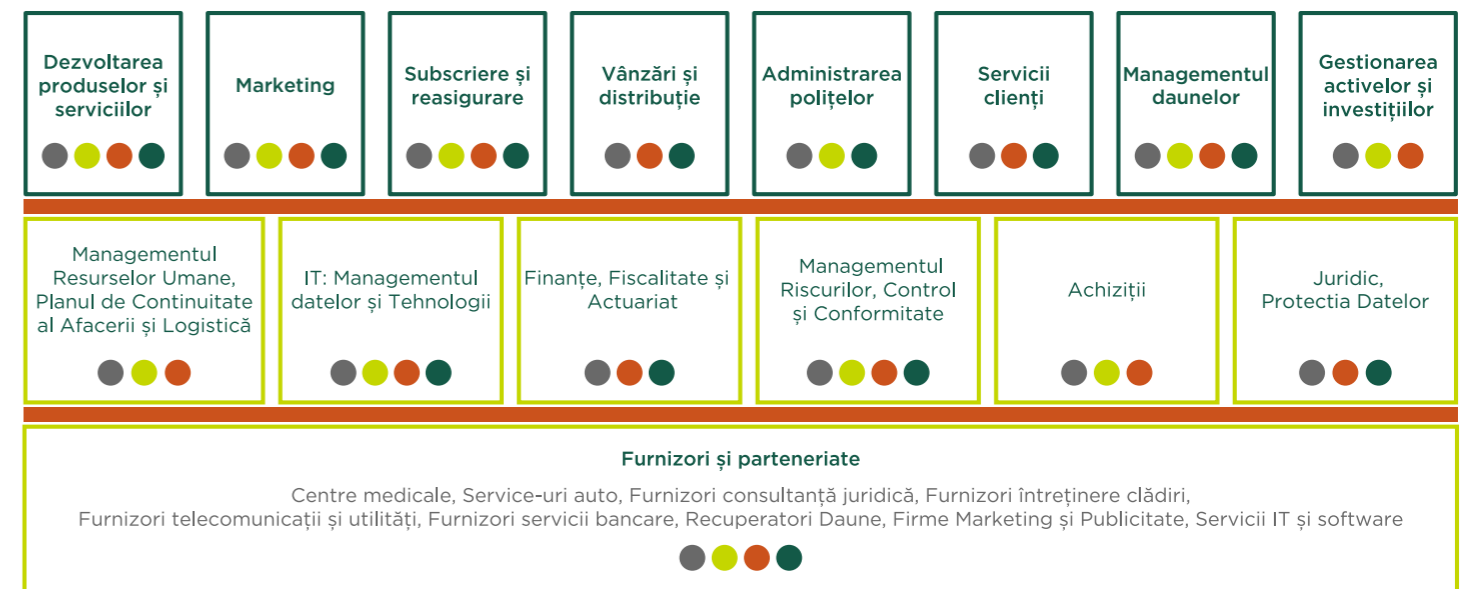 Dezvoltarea
produselor și
serviciilor
Marketing
Subscriere și
reasigurare
Vânzări și
distribuție
Administrarea
polițelor
Servicii
clienți
Managementul
daunelor
Gestionarea
activelor și
investițiilor
Managementul
Resurselor Umane,
Planul de Continuitate
al Afacerii și Logistică
IT: Managementul
datelor și Tehnologii
Finanțe, Fiscalitate și
Actuariat
Managementul
Riscurilor, Control
și Conformitate
Achiziții
Juridic,
Protectia Datelor
Furnizori și parteneriate
Centre medicale, Service-uri auto, Furnizori consultanță juridică, Furnizori întreținere clădiri,
Furnizori telecomunicații și utilități, Furnizori servicii bancare, Recuperatori Daune, Firme Marketing și Publicitate, Servicii IT și software